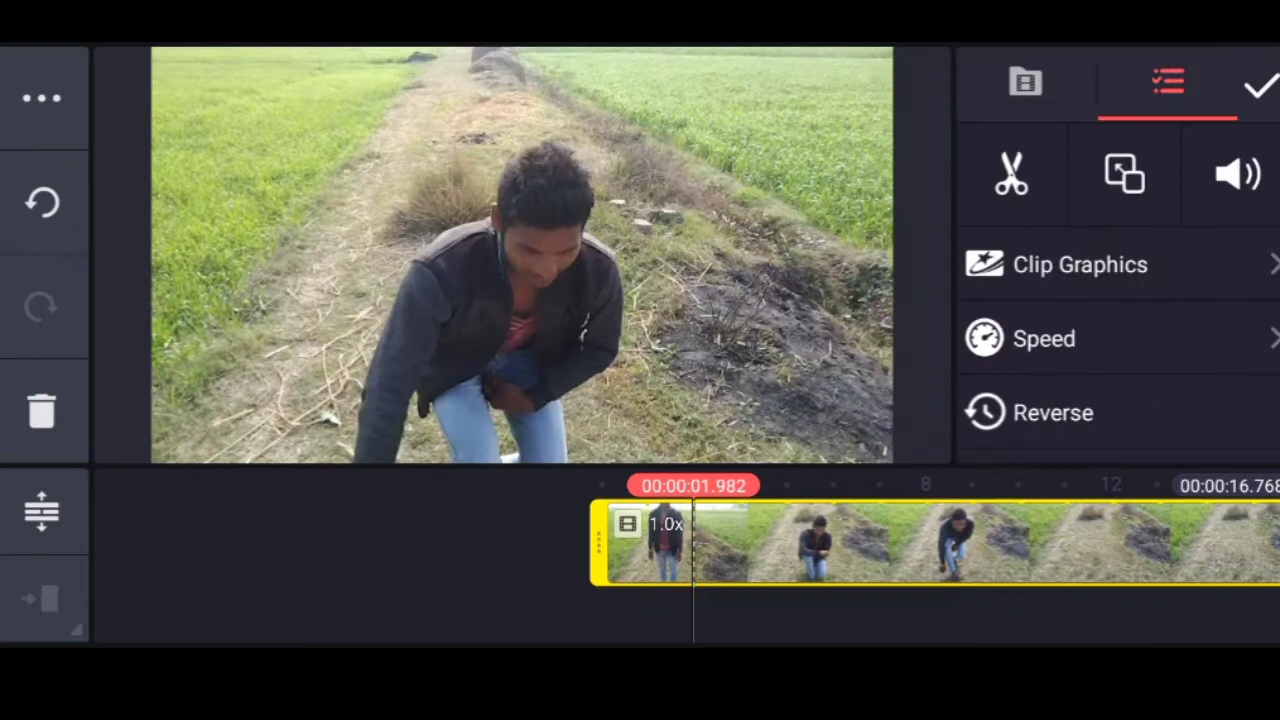 Clip Graphics
Speed
Reverse
00:00:01.982
8
12
00:00:16.768
1.0x